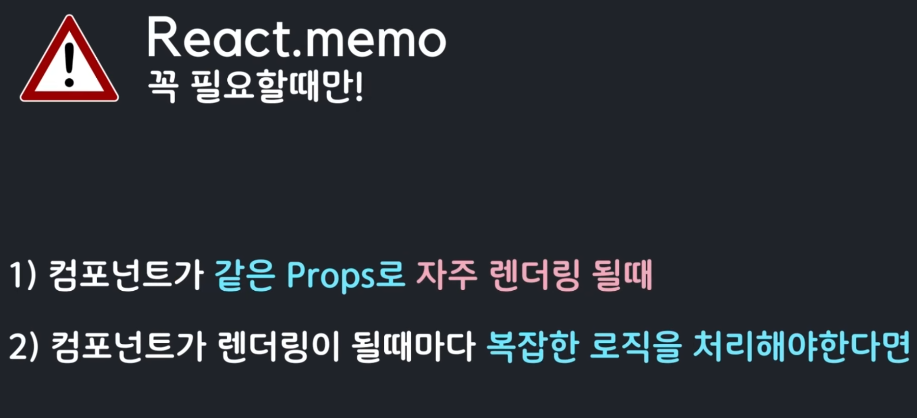 React.memo
꼭 필요할때만!
1) 컴포넌트가 같은 Props로 자주 렌더링 될때
2) 컴포넌트가 렌더링이 될때마다 복잡한 로직을 처리해야한다면